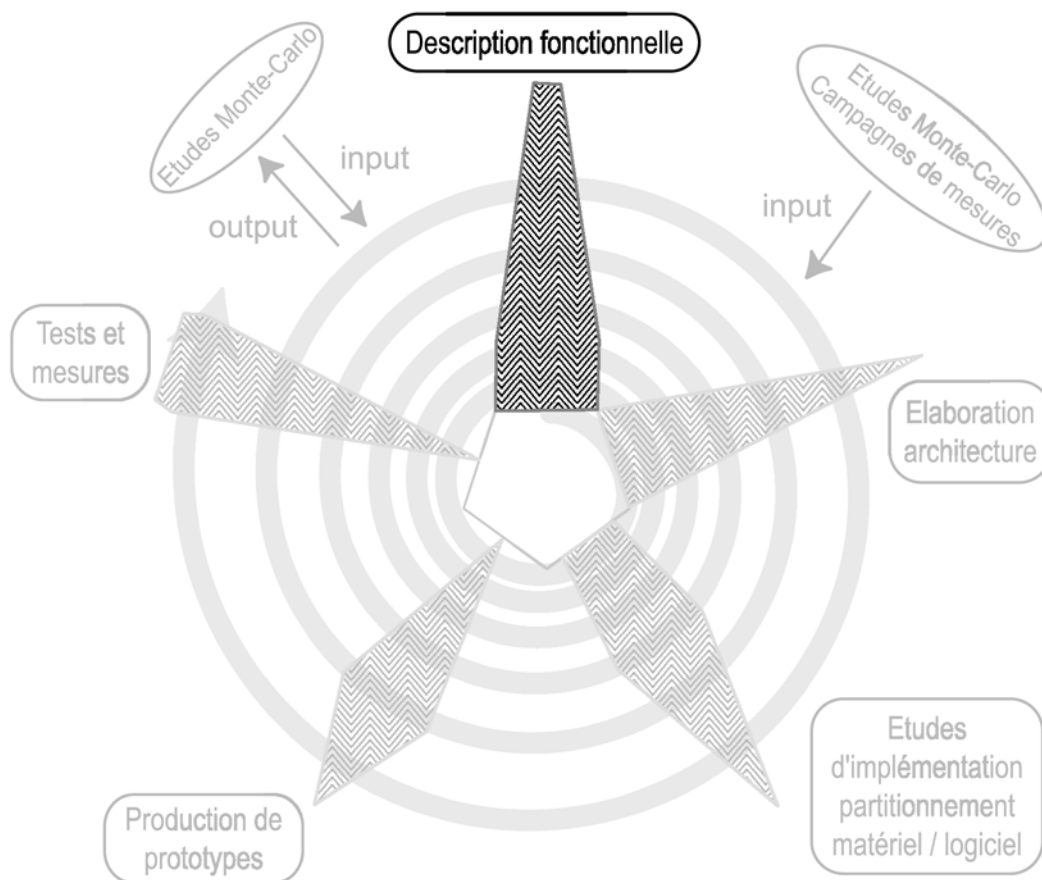 Description fonctionnelle
Etudes Monte-Carlo
input
output
Etudes Monte-Carlo
Campagnes de mesures
input
Tests et
mesures
Elaboration
architecture
Etudes
d'implémentation
partitionnement
matériel / logiciel
Production de
prototypes